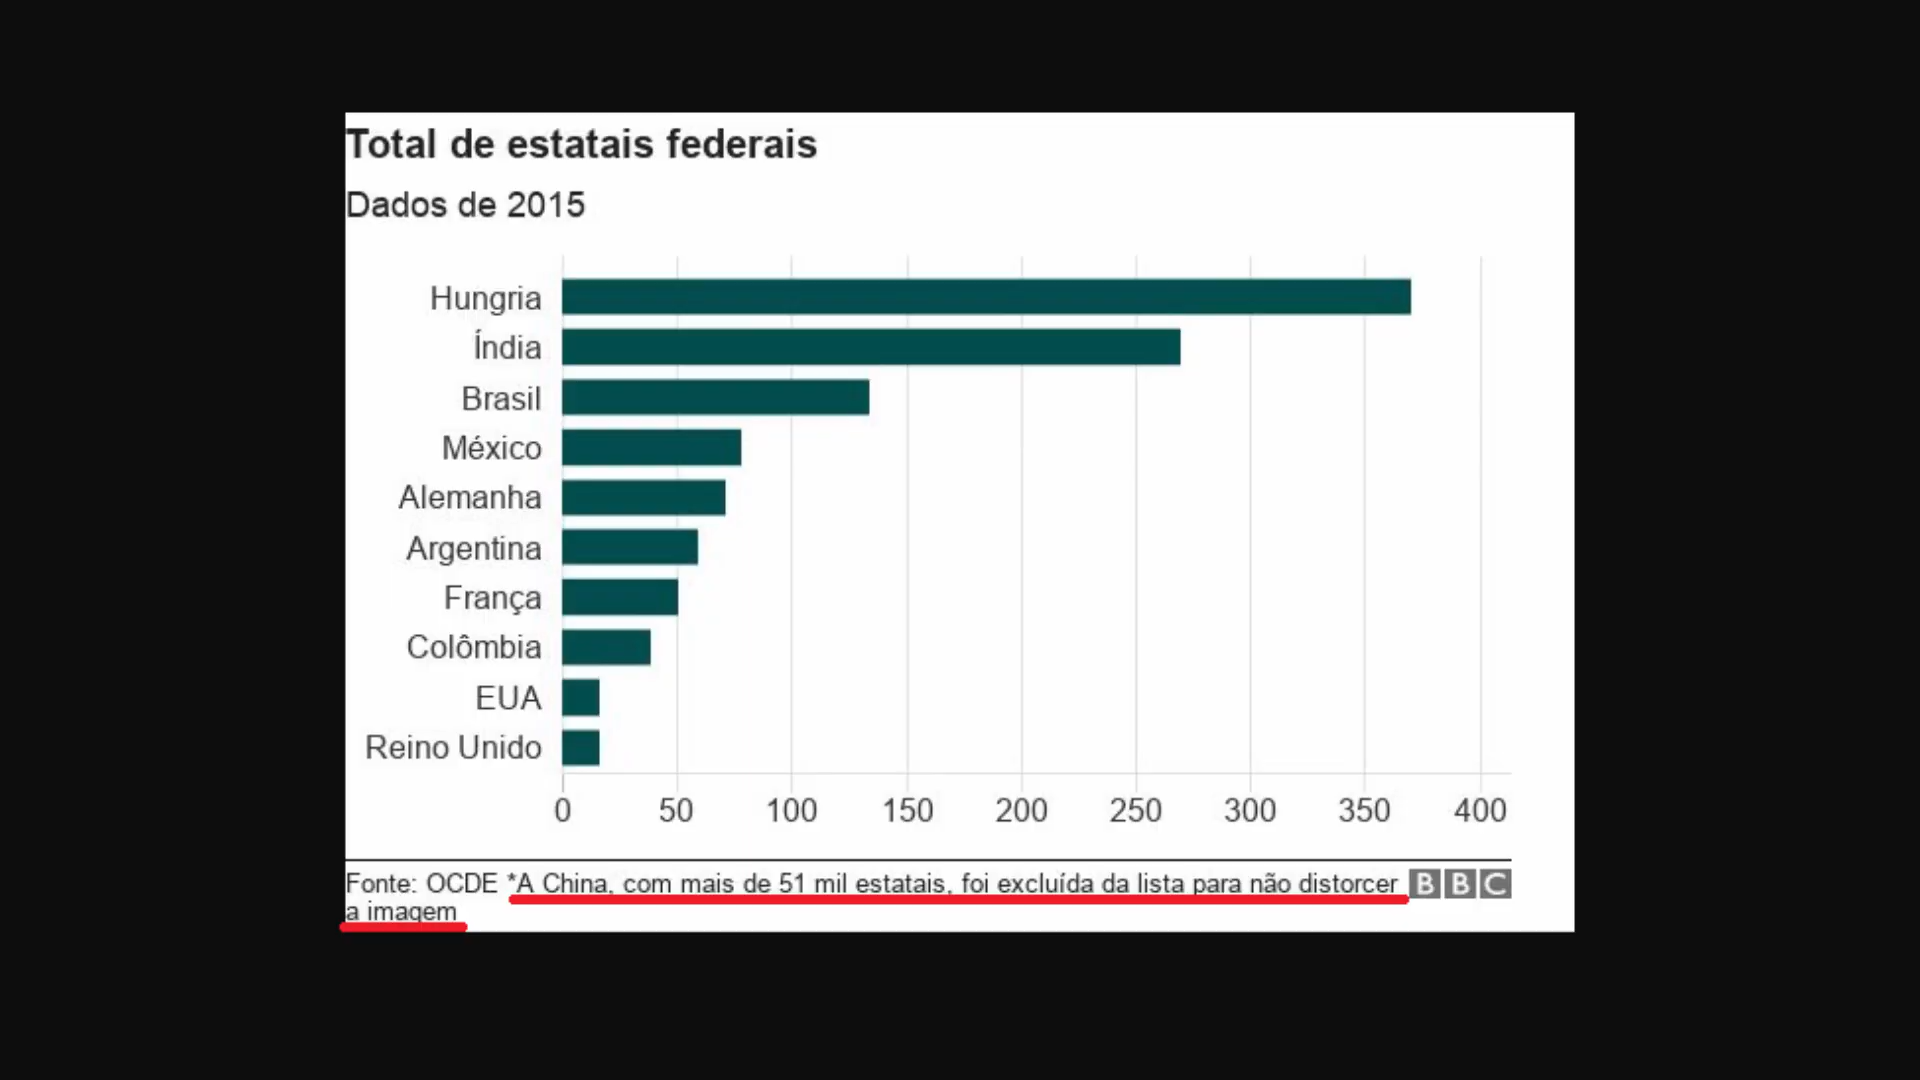 Total de estatais federais
Dados de 2015
Hungria
Índia
Brasil
México
Alemanha
Argentina
França
Colômbia
EUA
Reino Unido
0 50 100 150 200 250 300 350 400
Fonte: OCDE *A China, com mais de 51 mil estatais, foi excluída da lista para não distorcer BBC
a imagem